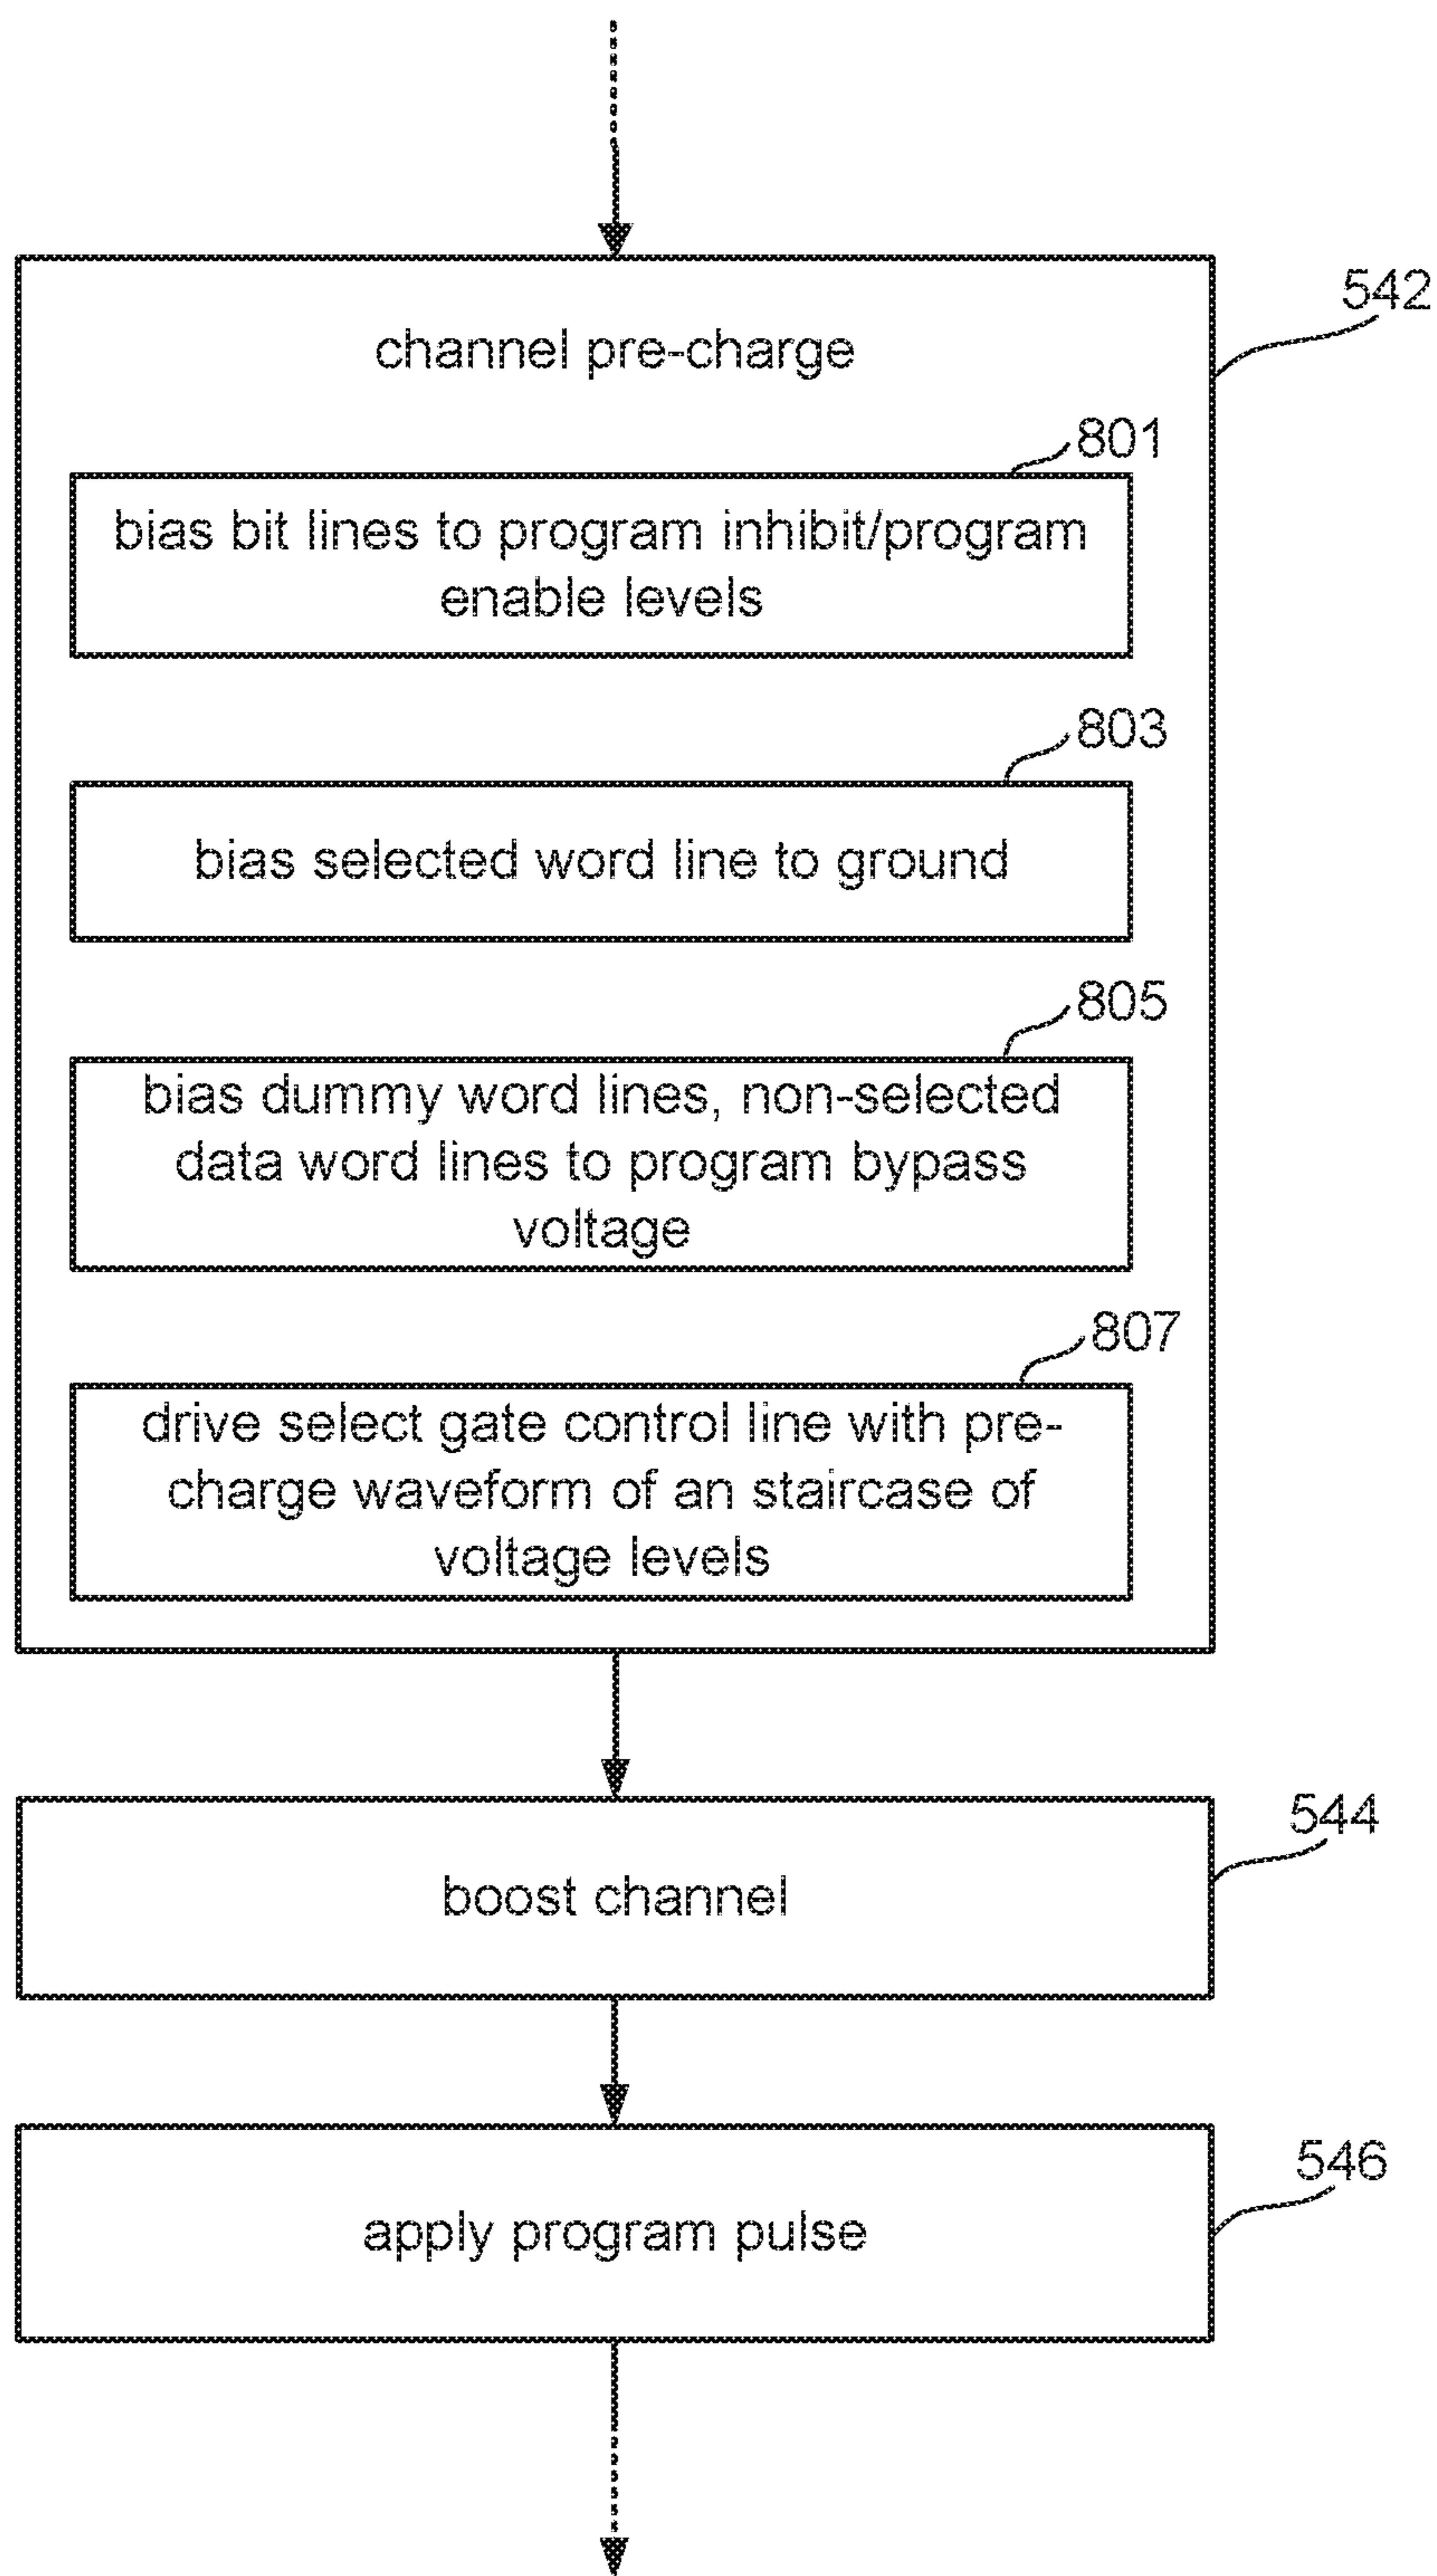 542
channel pre-charge
801
bias bit lines to program inhibit/program
enable levels
803
bias selected word line to ground
805
bias dummy word lines, non-selected
data word lines to program bypass
voltage
807
drive select gate control line with pre-
charge waveform of an staircase of
voltage levels
544
boost channel
546
apply program pulse